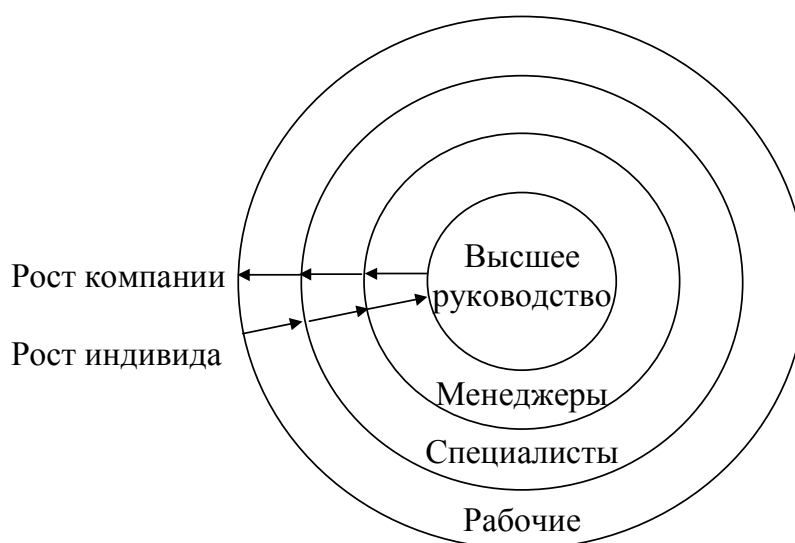 Высшее
руководство
Рост компании
Рост индивида
Менеджеры
Специалисты
Рабочие